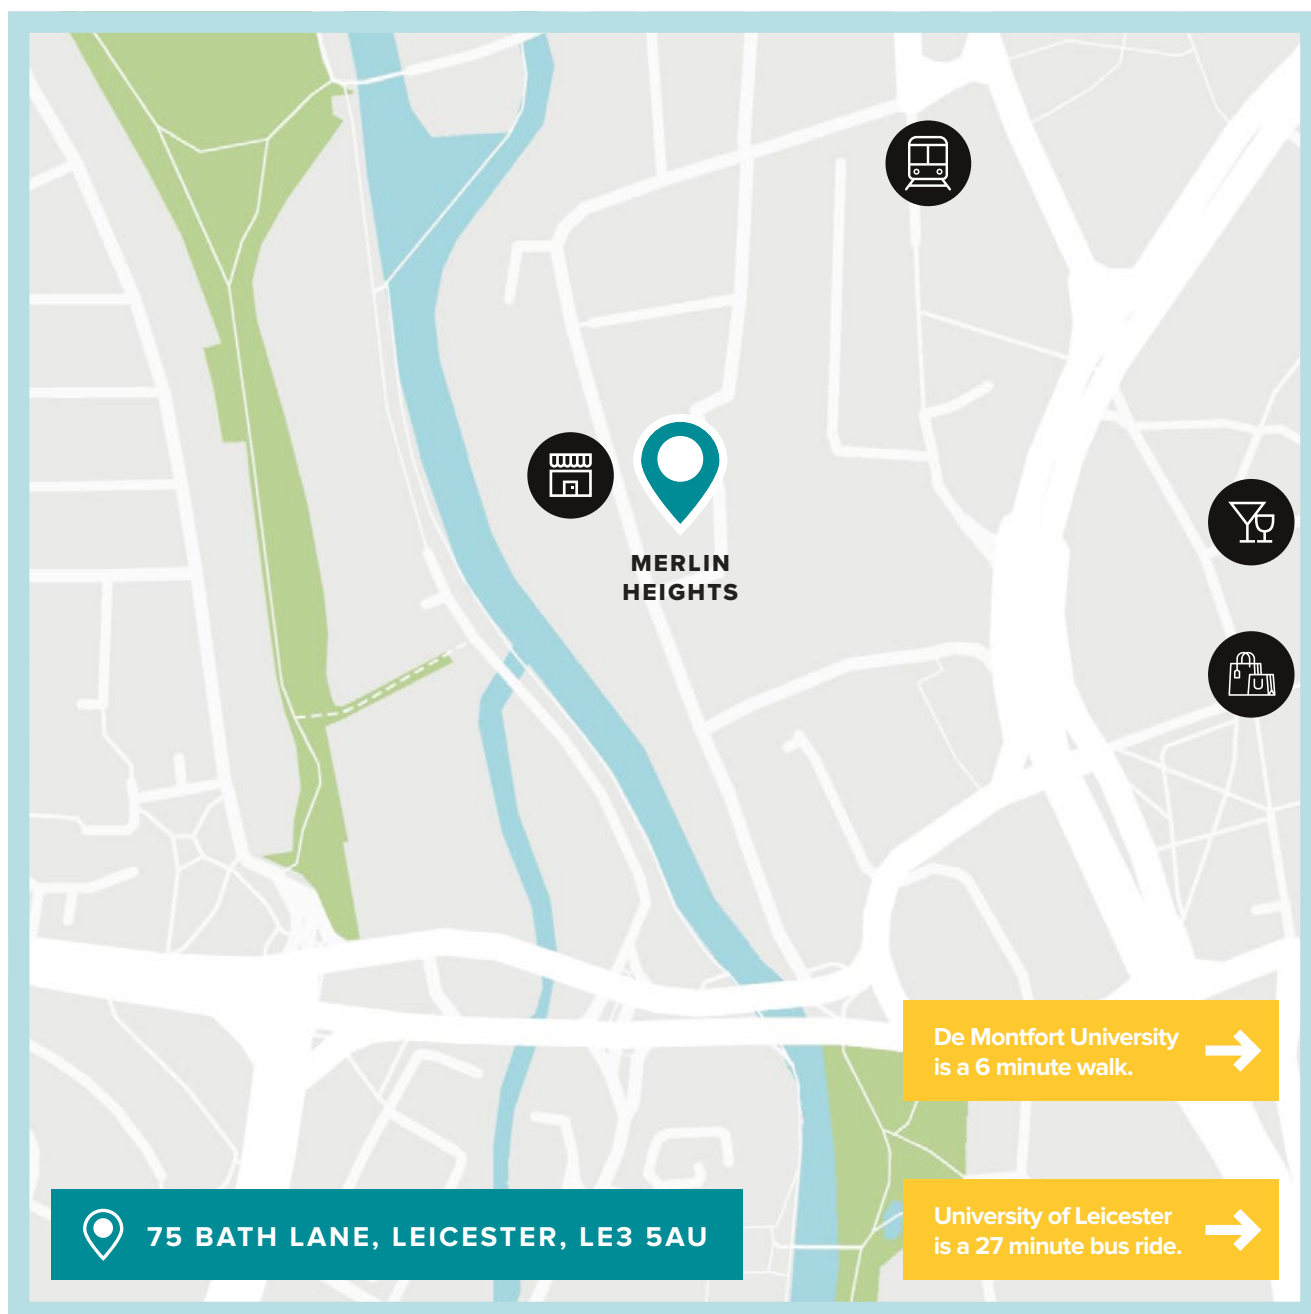 MERLIN
HEIGHTS
De Montfort University
is a 6 minute walk.
75 BATH LANE, LEICESTER, LE3 5AU
University of Leicester
is a 27 minute bus ride.